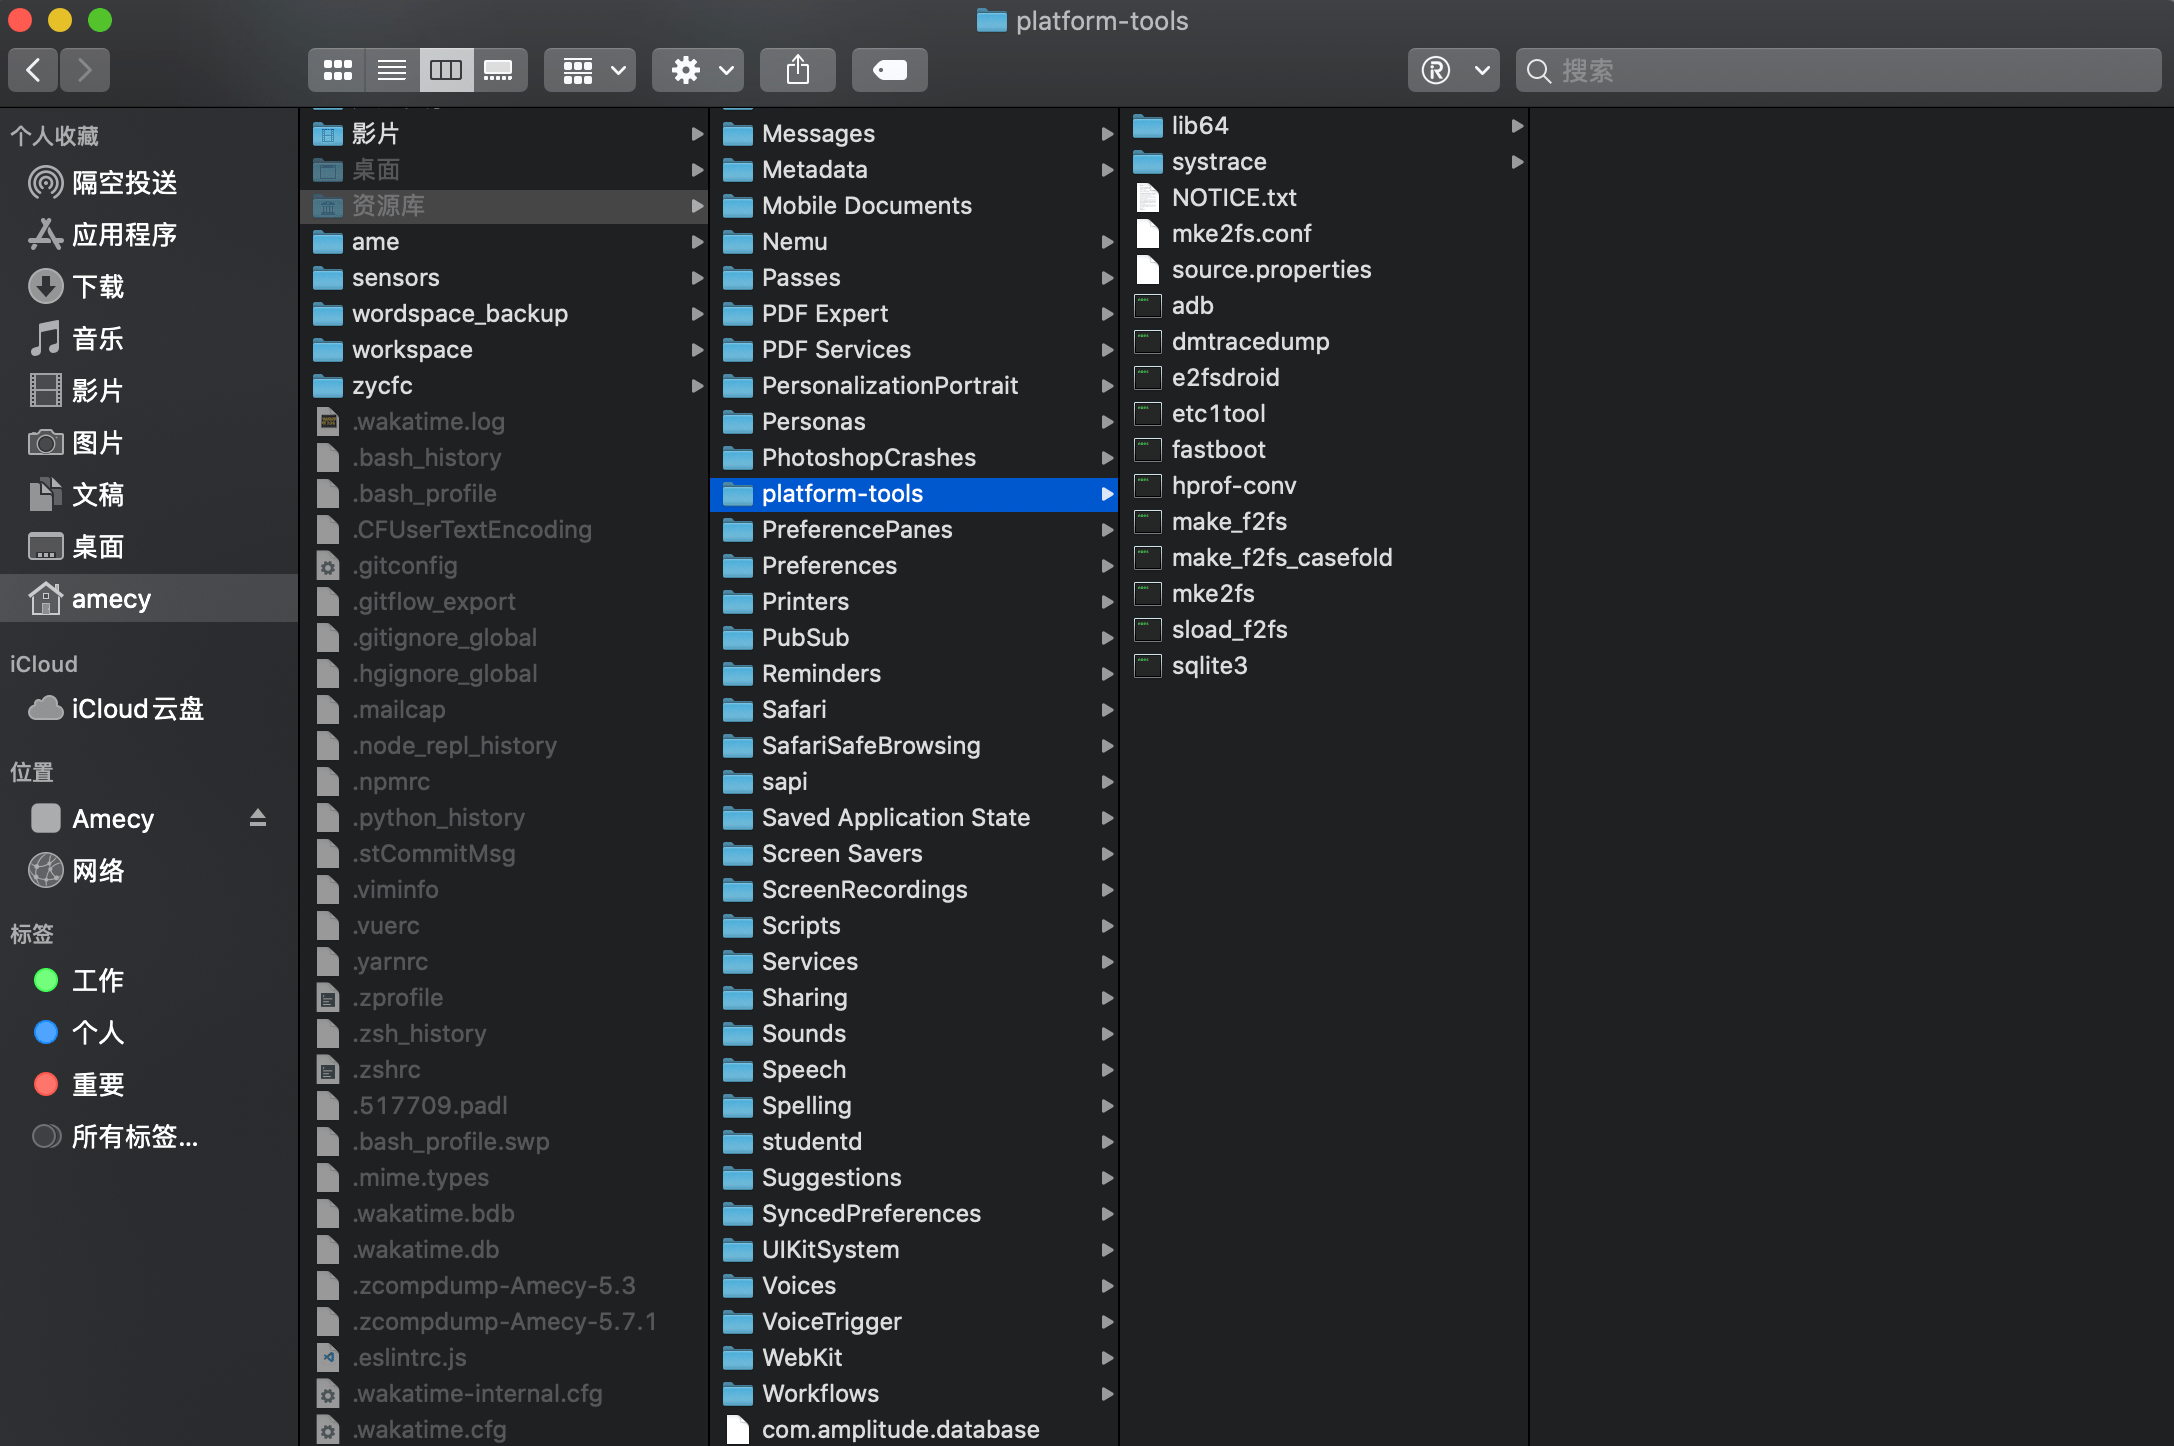 platform-tools
搜索
个人收藏
隔空投送
应用程序
下载
音乐
影片
图片
文稿
桌面
amecy
iCloud
iCloud云盘
位置
Amecy
网络
标签
工作
个人
重要
所有标签...
影片
桌面
资源库
ame
sensors
wordspace_backup
workspace
zycfc
.wakatime.log
.bash_history
.bash_profile
.CFUserTextEncoding
.gitconfig
.gitflow_export
.gitignore_global
.hgignore_global
.mailcap
.node_repl_history
.npmrc
.python_history
.stCommitMsg
.viminfo
.vuerc
.yarnrc
.zprofile
.zsh_history
.zshrc
.517709.padl
.bash_profile.swp
.mime.types
.wakatime.bdb
.wakatime.db
.zcompdump-Amecy-5.3
.zcompdump-Amecy-5.7.1
.eslintrc.js
.wakatime-internal.cfg
.wakatime.cfg
Messages
Metadata
Mobile Documents
Nemu
Passes
PDF Expert
PDF Services
PersonalizationPortrait
Personas
PhotoshopCrashes
platform-tools
PreferencePanes
Preferences
Printers
PubSub
Reminders
Safari
SafariSafeBrowsing
sapi
Saved Application State
Screen Savers
ScreenRecordings
Scripts
Services
Sharing
Sounds
Speech
Spelling
studentd
Suggestions
SyncedPreferences
UIKitSystem
Voices
VoiceTrigger
WebKit
Workflows
com.amplitude.database
lib64
systrace
NOTICE.txt
mke2fs.conf
source.properties
adb
dmtracedump
e2fsdroid
etc1tool
fastboot
hprof-conv
make_f2fs
make_f2fs_casefold
mke2fs
sload_f2fs
sqlite3